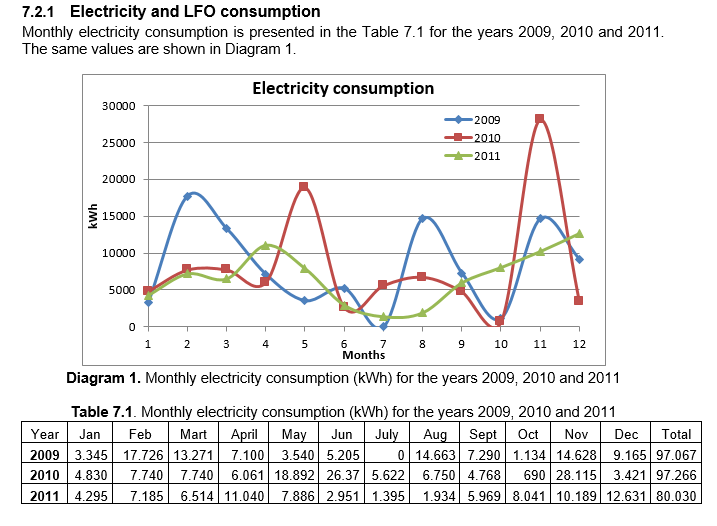 7.2.1 Electricity and LFO consumption
Monthly electricity consumption is presented in the Table 7.1 for the years 2009, 2010 and 2011.
The same values are shown in Diagram 1.
Electricity consumption
30000
25000
20000
15000
10000
5000
0
kWh
2009
2010
2011
1 2 3 4 5 6 7 8 9 10 11 12
Months
Diagram 1. Monthly electricity consumption (kWh) for the years 2009, 2010 and 2011
Table 7.1. Monthly electricity consumption (kWh) for the years 2009, 2010 and 2011
Year Jan Feb Mart April May Jun July Aug Sept Oct Nov Dec Total
2009 3.345 17.726 13.271 7.100 3.540 5.205 0 14.663 7.290 1.134 14.628 9.165 97.067
2010 4.830 7.740 7.740 6.061 18.892 26.37 5.622 6.750 4.768 690 28.115 3.421 97.266
2011 4.295 7.185 6.514 11.040 7.886 2.951 1.395 1.934 5.969 8.041 10.189 12.631 80.030